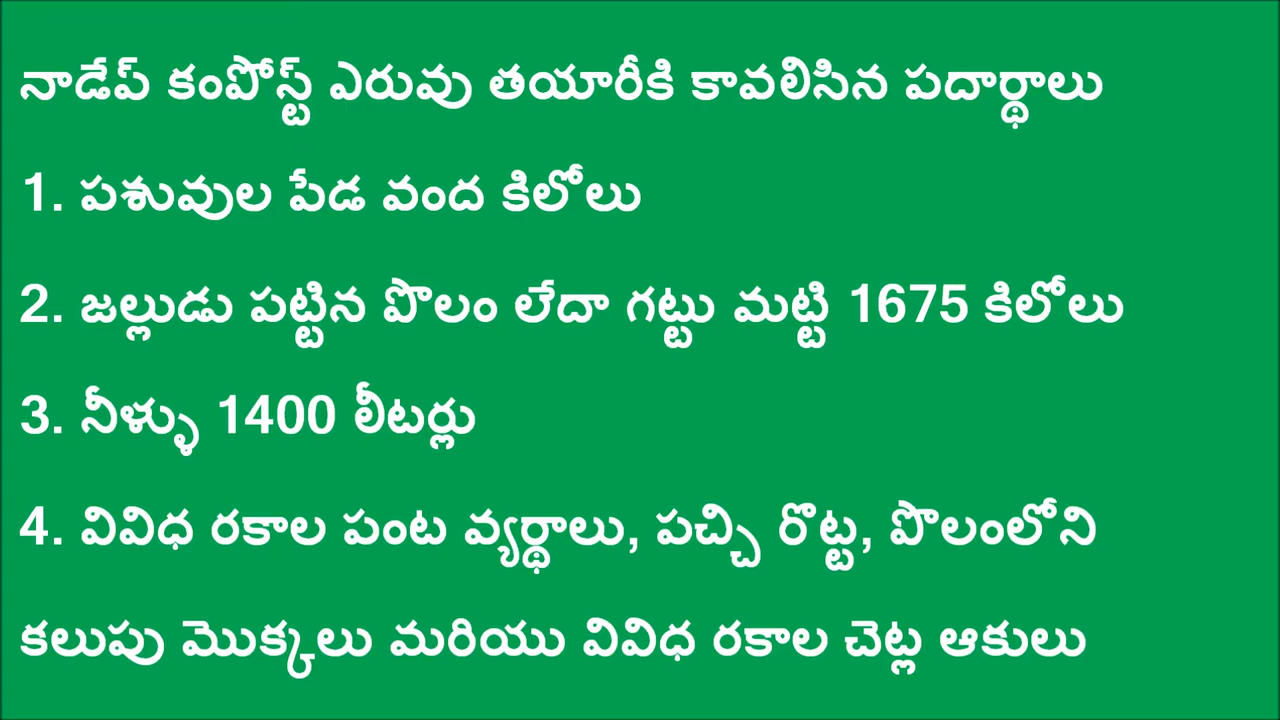 నాడేప్ కంపోస్ట్ ఎరువు తయారీకి కావలిసిన పదార్థాలు
1. పశువుల పేడ వంద కిలోలు
2. జల్లుడు పట్టిన పొలం లేదా గట్టు మట్టి 1675 కిలోలు
3. నీళ్ళు 1400 లీటర్లు
4. వివిధ రకాల పంట వ్యర్థాలు, పచ్చి రొట్ట, పొలంలోని
కలుపు మొక్కలు మరియు వివిధ రకాల చెట్ల ఆకులు